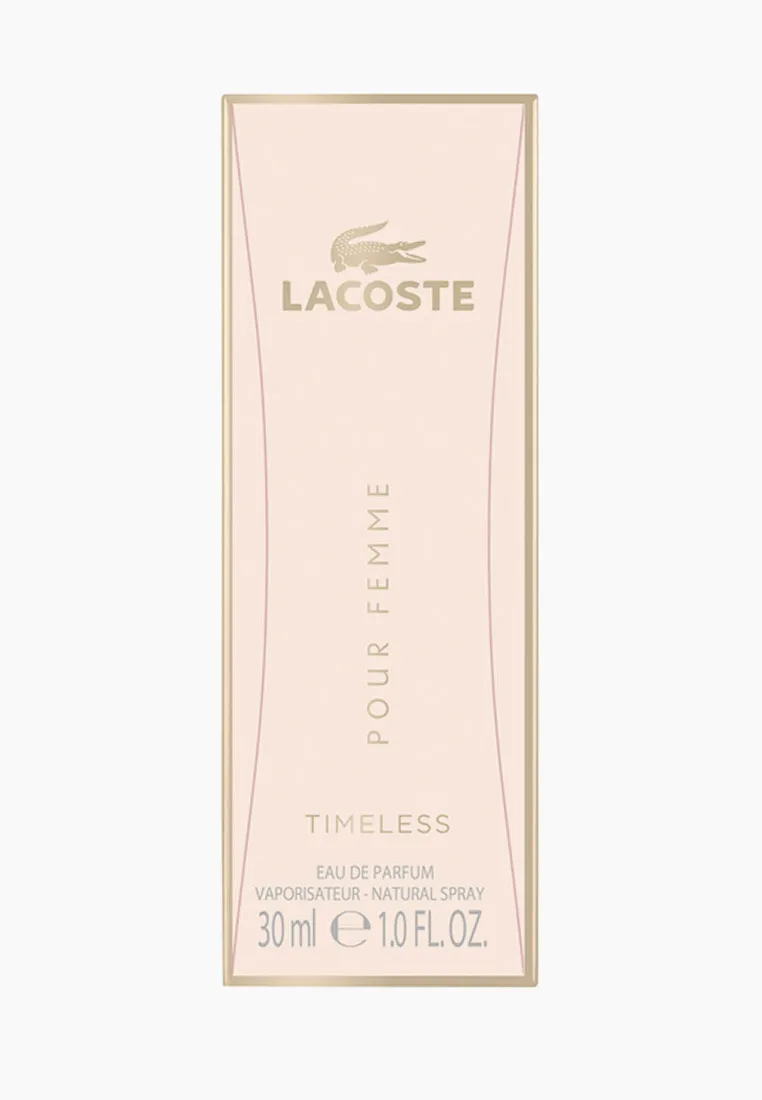 LACOSTE
POUR FEMME
TIMELESS
EAU DE PARFUM
VAPORISATEUR - NATURAL SPRAY
30 ml ℮ 1.0 FL. OZ.